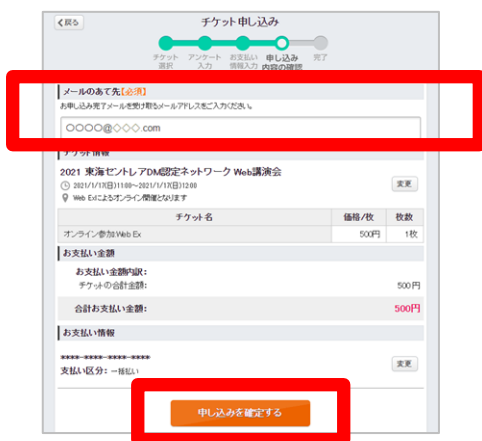 戻る
チケット申し込み
チケット選択
アンケート入力
お支払い情報入力
申し込み内容の確認
完了
メールのあて先【必須】
お申し込み完了メールを受け取るメールアドレスをご入力ください。
○○○○@◇◇◇.com
チケット情報
2021 東海セントレアDM認定ネットワーク Web講演会
2021/1/17(日)11:00～2021/1/17(日)12:00
変更
Web Exによるオンライン開催となります
チケット名 価格/枚 枚数
オンライン参加:Web Ex 500円 1枚
お支払い金額
お支払い金額内訳：
チケットの合計金額： 500円
合計お支払い金額： 500円
お支払い情報
****-****-****-****
支払い区分：一括払い
変更
申し込みを確定する